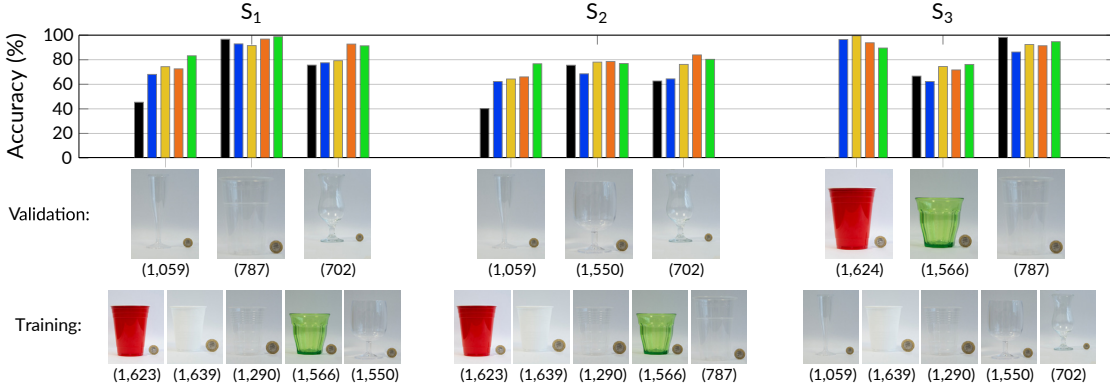 S1 S2 S3
Accuracy (%)
100
80
60
40
20
0
Validation:
(1,059) (787) (702) (1,059) (1,550) (702) (1,624) (1,566) (787)
Training:
(1,623) (1,639) (1,290) (1,566) (1,550) (1,623) (1,639) (1,290) (1,566) (787) (1,059) (1,639) (1,290) (1,550) (702)